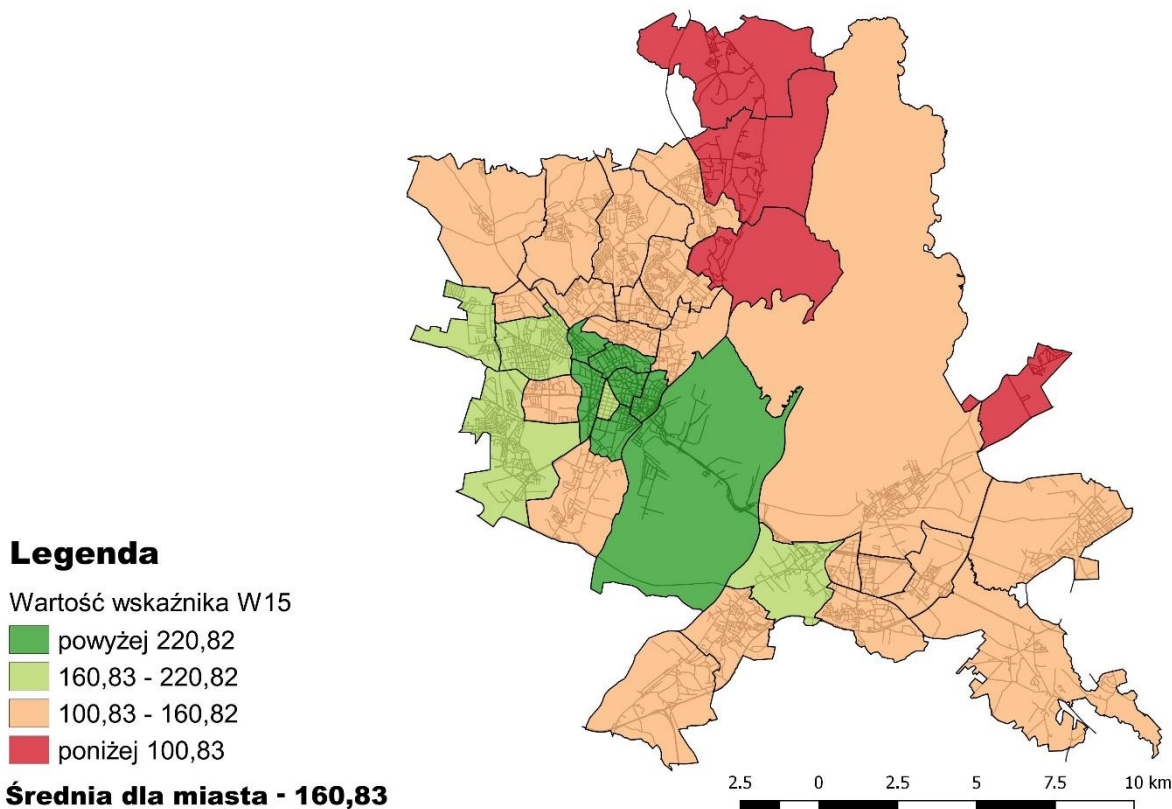 Legenda
Wartość wskaźnika W15
powyżej 220,82
160,83 - 220,82
100,83 - 160,82
poniżej 100,83
Średnia dla miasta - 160,83
2.5 0 2.5 5 7.5 10 km